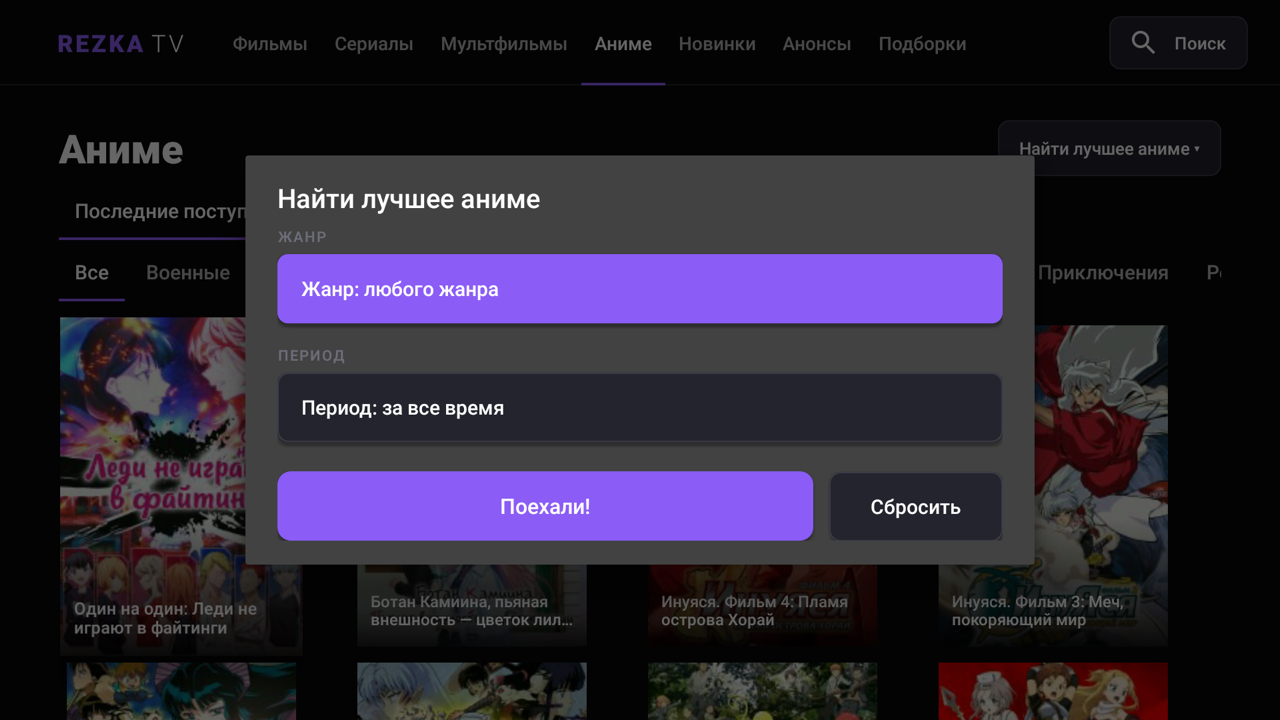 REZKA TV
Фильмы
Сериалы
Мультфильмы
Аниме
Новинки
Анонсы
Подборки
Поиск
Аниме
Найти лучшее аниме ▾
Последние
Все
Военные
Приключения
Найти лучшее аниме
ЖАНР
Жанр: любого жанра
ПЕРИОД
Период: за все время
Поехали!
Сбросить
Леди не
в
Один на один: Леди не
играют в файтинги
Ботан Камиина, пьяная
внешность — цветок лил...
Инуяся. Фильм 4: Пламя
острова Хорай
Инуяся. Фильм 3: Меч,
покоряющий мир